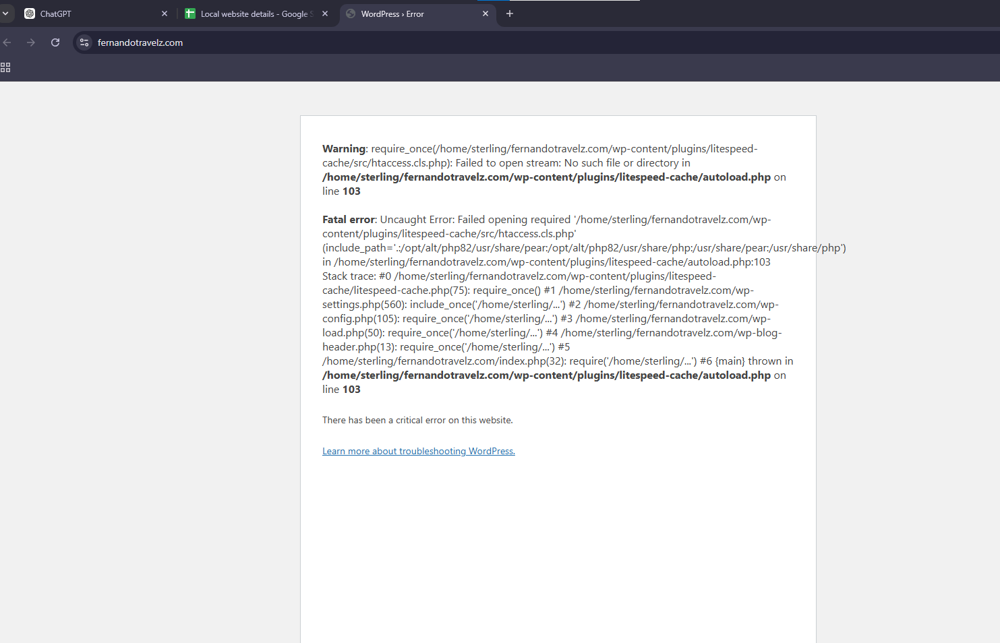 ChatGPT
Local website details - Google S
WordPress › Error
fernandotravelz.com
Warning: require_once(/home/sterling/fernandotravelz.com/wp-content/plugins/litespeed-
cache/src/htaccess.cls.php): Failed to open stream: No such file or directory in
/home/sterling/fernandotravelz.com/wp-content/plugins/litespeed-cache/autoload.php on
line 103
Fatal error: Uncaught Error: Failed opening required '/home/sterling/fernandotravelz.com/wp-
content/plugins/litespeed-cache/src/htaccess.cls.php'
(include_path='.:/opt/alt/php82/usr/share/pear:/opt/alt/php82/usr/share/php:/usr/share/pear:/usr/share/php')
in /home/sterling/fernandotravelz.com/wp-content/plugins/litespeed-cache/autoload.php:103
Stack trace: #0 /home/sterling/fernandotravelz.com/wp-content/plugins/litespeed-
cache/litespeed-cache.php(75): require_once() #1 /home/sterling/fernandotravelz.com/wp-
settings.php(560): include_once('/home/sterling/...') #2 /home/sterling/fernandotravelz.com/wp-
config.php(105): require_once('/home/sterling/...') #3 /home/sterling/fernandotravelz.com/wp-
load.php(50): require_once('/home/sterling/...') #4 /home/sterling/fernandotravelz.com/wp-blog-
header.php(13): require_once('/home/sterling/...') #5
/home/sterling/fernandotravelz.com/index.php(32): require('/home/sterling/...') #6 {main} thrown in
/home/sterling/fernandotravelz.com/wp-content/plugins/litespeed-cache/autoload.php on
line 103
There has been a critical error on this website.
Learn more about troubleshooting WordPress.